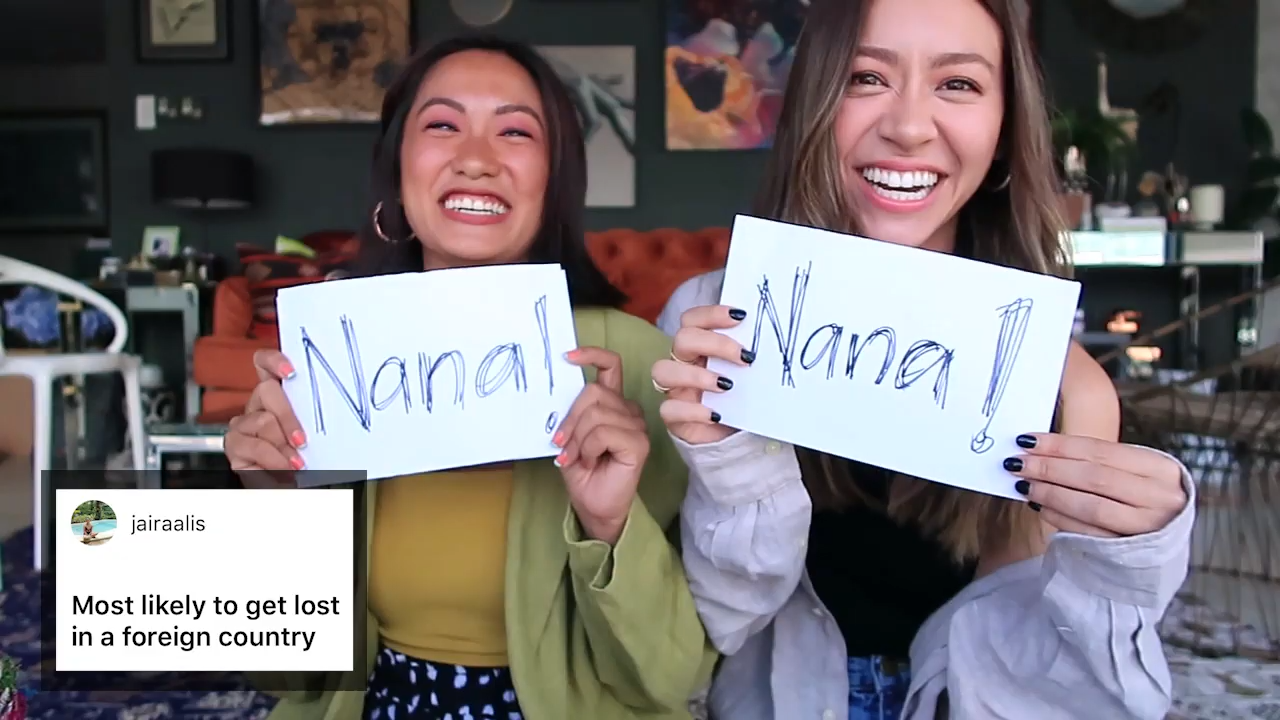 Nana!
Nana!
jairaalis
Most likely to get lost
in a foreign country